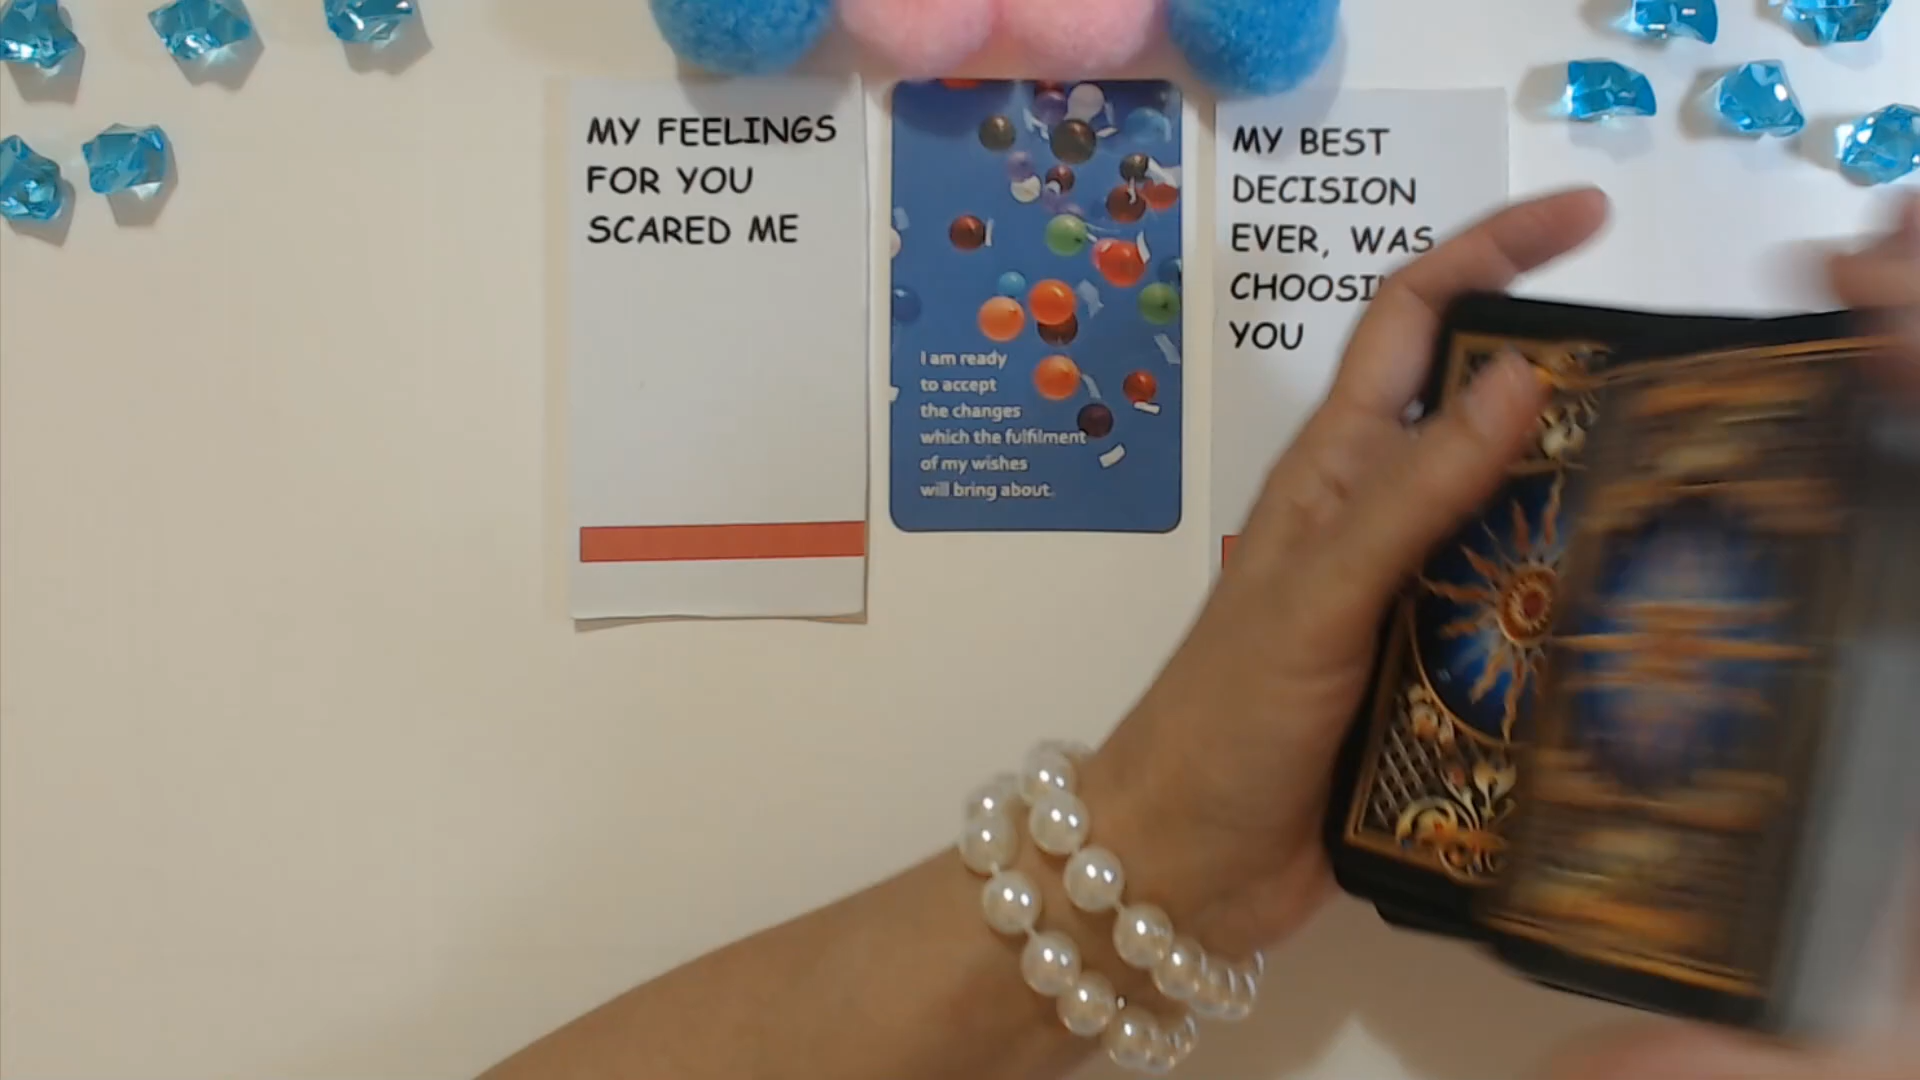 MY FEELINGS
FOR YOU
SCARED ME
I am ready
to accept
the changes
which the fulfilment
of my wishes
will bring about.
MY BEST
DECISION
EVER, WAS
YOU